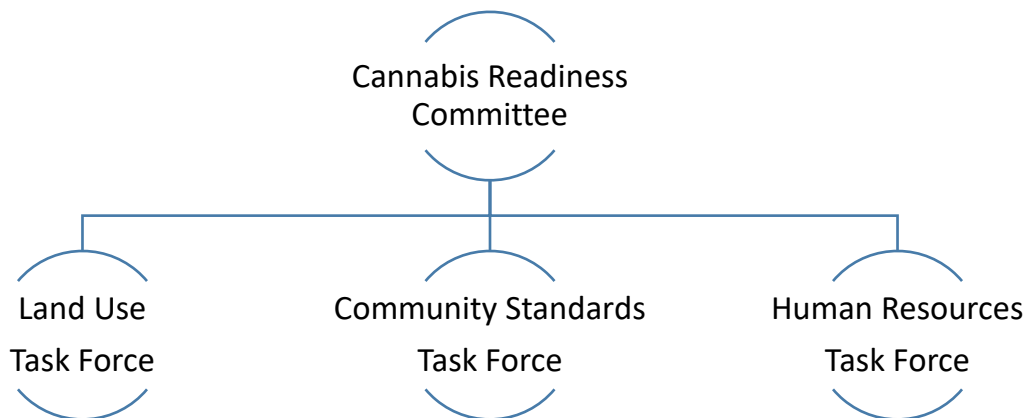 Cannabis Readiness
Committee
Land Use
Task Force
Community Standards
Task Force
Human Resources
Task Force